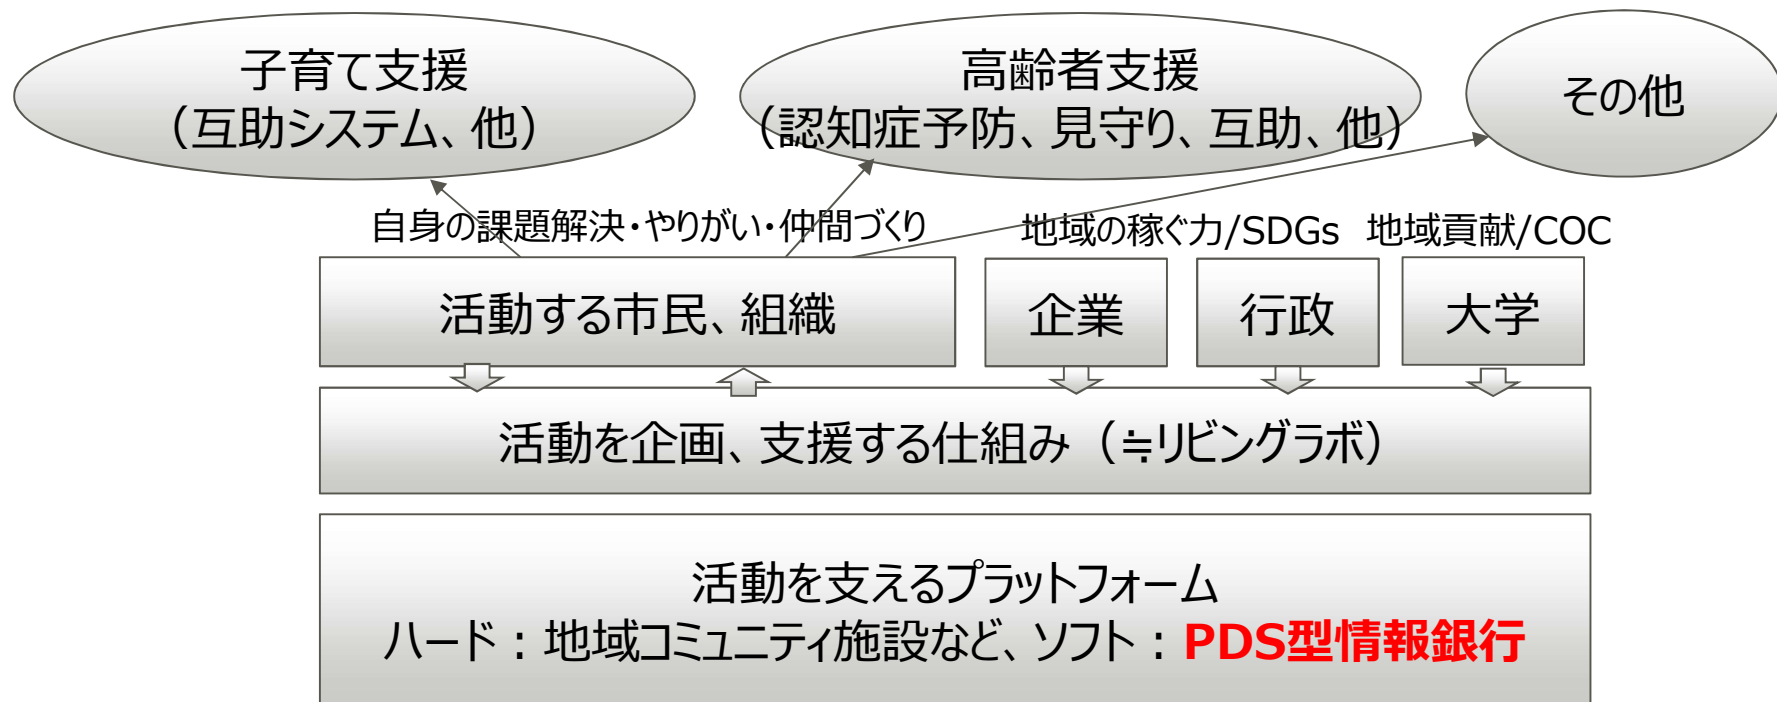 子育て支援
（互助システム、他）
高齢者支援
（認知症予防、見守り、互助、他）
その他
自身の課題解決・やりがい・仲間づくり
地域の稼ぐ力/SDGs
地域貢献/COC
活動する市民、組織
企業
行政
大学
活動を企画、支援する仕組み（≒リビングラボ）
活動を支えるプラットフォーム
ハード：地域コミュニティ施設など、ソフト：PDS型情報銀行